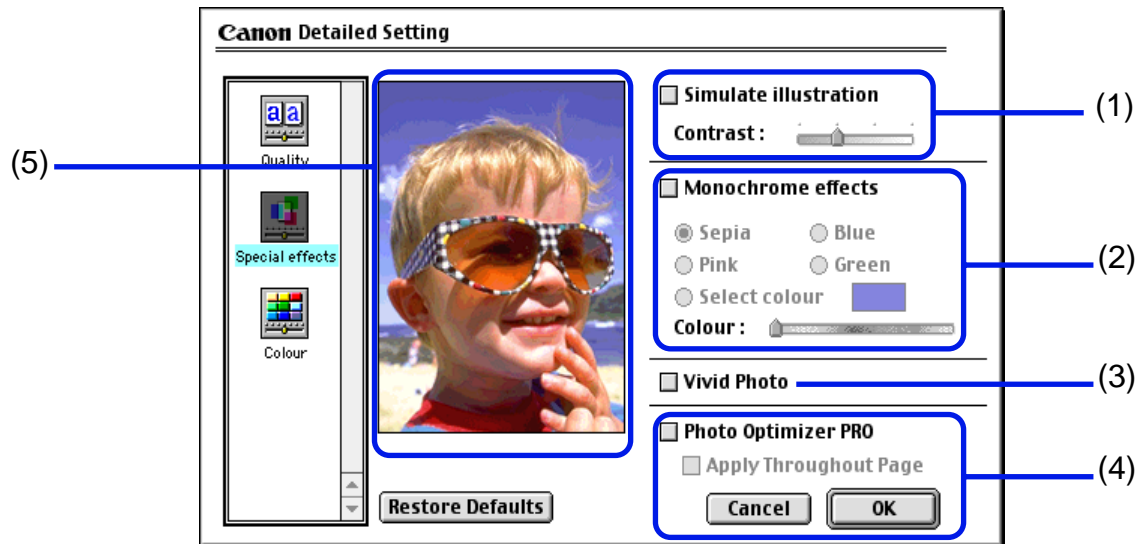 Canon Detailed Setting
(5)
Quality
Special effects
Colour
Restore Defaults
Simulate illustration
Contrast :
(1)
Monochrome effects
Sepia
Blue
Pink
Green
Select colour
Colour :
(2)
Vivid Photo
(3)
Photo Optimizer PRO
Apply Throughout Page
Cancel
OK
(4)